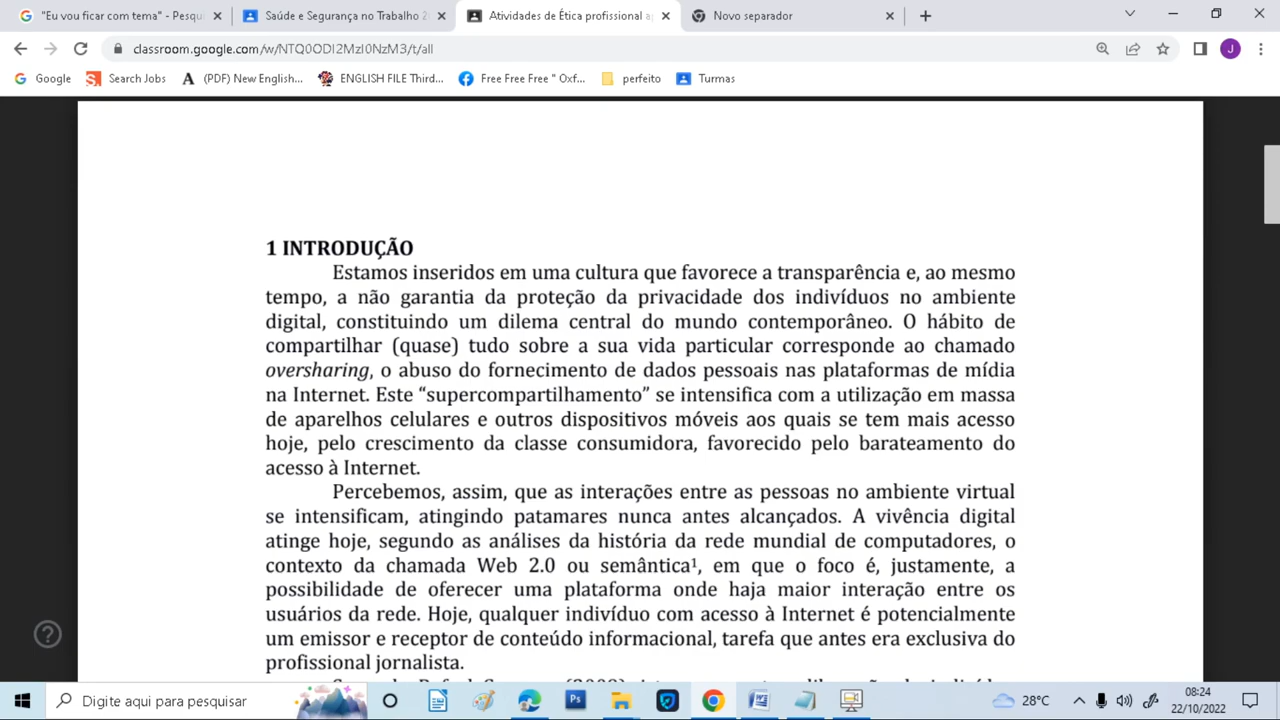 "Eu vou ficar com tema" - Pesqu
Saúde e Segurança no Trabalho 2
Atividades de Ética profissional a
Novo separador
classroom.google.com/w/NTQ0ODI2MzI0NzM3/t/all
J
Google
Search Jobs
(PDF) New English...
ENGLISH FILE Third...
Free Free Free " Oxf...
perfeito
Turmas
1 INTRODUÇÃO
Estamos inseridos em uma cultura que favorece a transparência e, ao mesmo
tempo, a não garantia da proteção da privacidade dos indivíduos no ambiente
digital, constituindo um dilema central do mundo contemporâneo. O hábito de
compartilhar (quase) tudo sobre a sua vida particular corresponde ao chamado
oversharing, o abuso do fornecimento de dados pessoais nas plataformas de mídia
na Internet. Este “supercompartilhamento” se intensifica com a utilização em massa
de aparelhos celulares e outros dispositivos móveis aos quais se tem mais acesso
hoje, pelo crescimento da classe consumidora, favorecido pelo barateamento do
acesso à Internet.
Percebemos, assim, que as interações entre as pessoas no ambiente virtual
se intensificam, atingindo patamares nunca antes alcançados. A vivência digital
atinge hoje, segundo as análises da história da rede mundial de computadores, o
contexto da chamada Web 2.0 ou semântica¹, em que o foco é, justamente, a
possibilidade de oferecer uma plataforma onde haja maior interação entre os
usuários da rede. Hoje, qualquer indivíduo com acesso à Internet é potencialmente
um emissor e receptor de conteúdo informacional, tarefa que antes era exclusiva do
profissional jornalista.
Digite aqui para pesquisar
Ps
28°C
08:24
22/10/2022